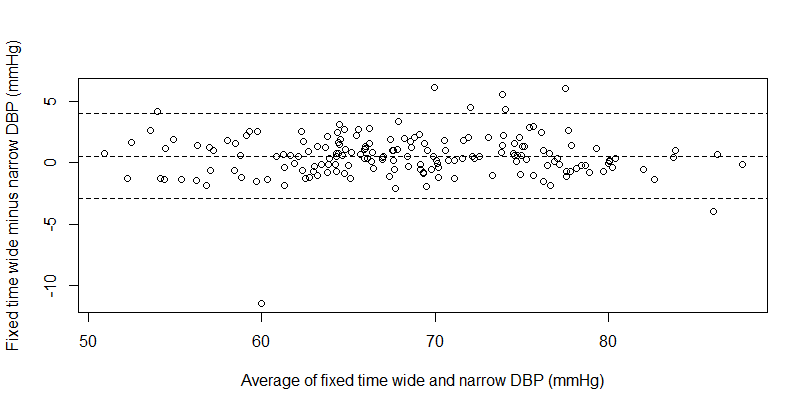 Fixed time wide minus narrow DBP (mmHg)
5
0
-5
-10
50 60 70 80
Average of fixed time wide and narrow DBP (mmHg)